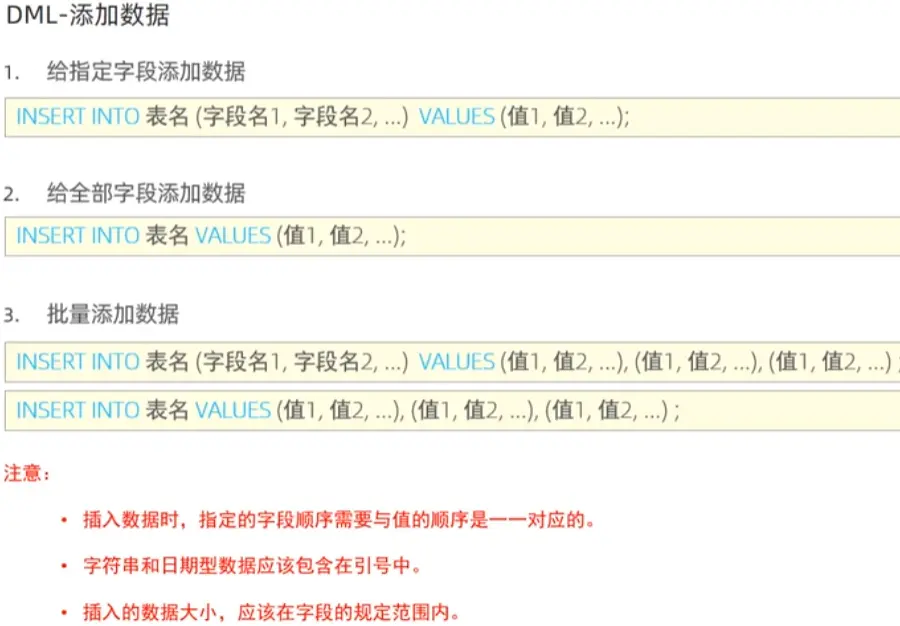 DML-添加数据
1. 给指定字段添加数据
INSERT INTO 表名 (字段名1, 字段名2, ...) VALUES (值1, 值2, ...);
2. 给全部字段添加数据
INSERT INTO 表名 VALUES (值1, 值2, ...);
3. 批量添加数据
INSERT INTO 表名 (字段名1, 字段名2, ...) VALUES (值1, 值2, ...), (值1, 值2, ...), (值1, 值2, ...) ;
INSERT INTO 表名 VALUES (值1, 值2, ...), (值1, 值2, ...), (值1, 值2, ...) ;
注意：
• 插入数据时，指定的字段顺序需要与值的顺序是一一对应的。
• 字符串和日期型数据应该包含在引号中。
• 插入的数据大小，应该在字段的规定范围内。